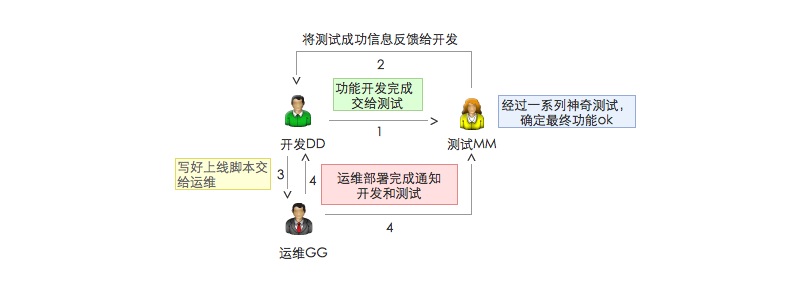 将测试成功信息反馈给开发
2
功能开发完成
交给测试
经过一系列神奇测试，
确定最终功能ok
1
开发DD
测试MM
写好上线脚本交
给运维
3
4
运维部署完成通知
开发和测试
4
运维GG